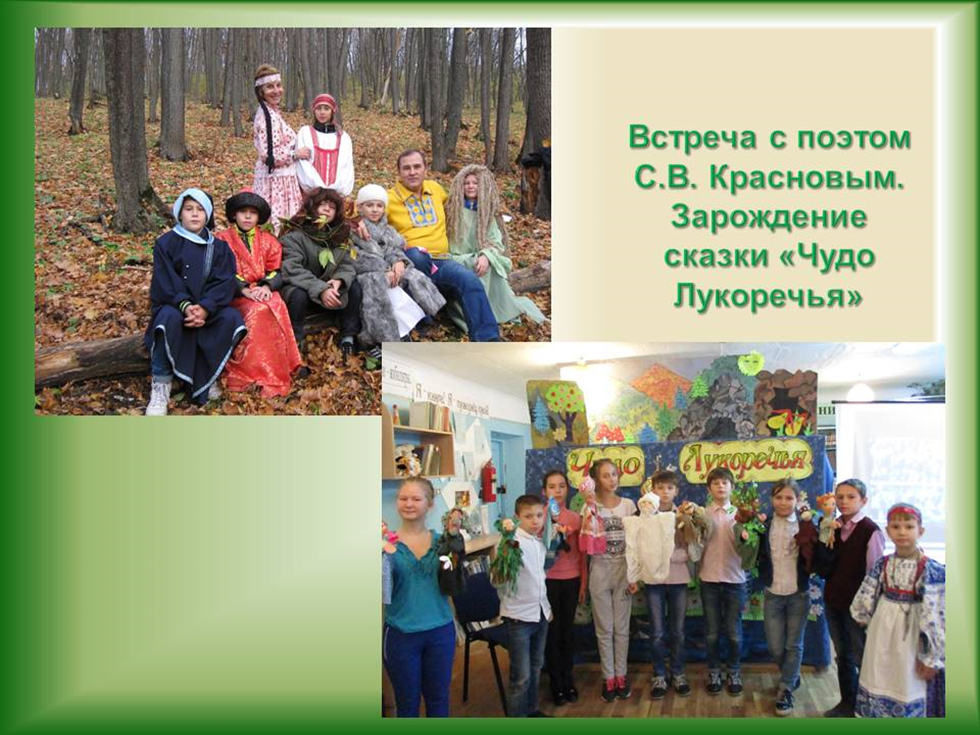 Встреча с поэтом
С.В. Красновым.
Зарождение
сказки «Чудо
Лукоречья»
Чудо Лукоречья